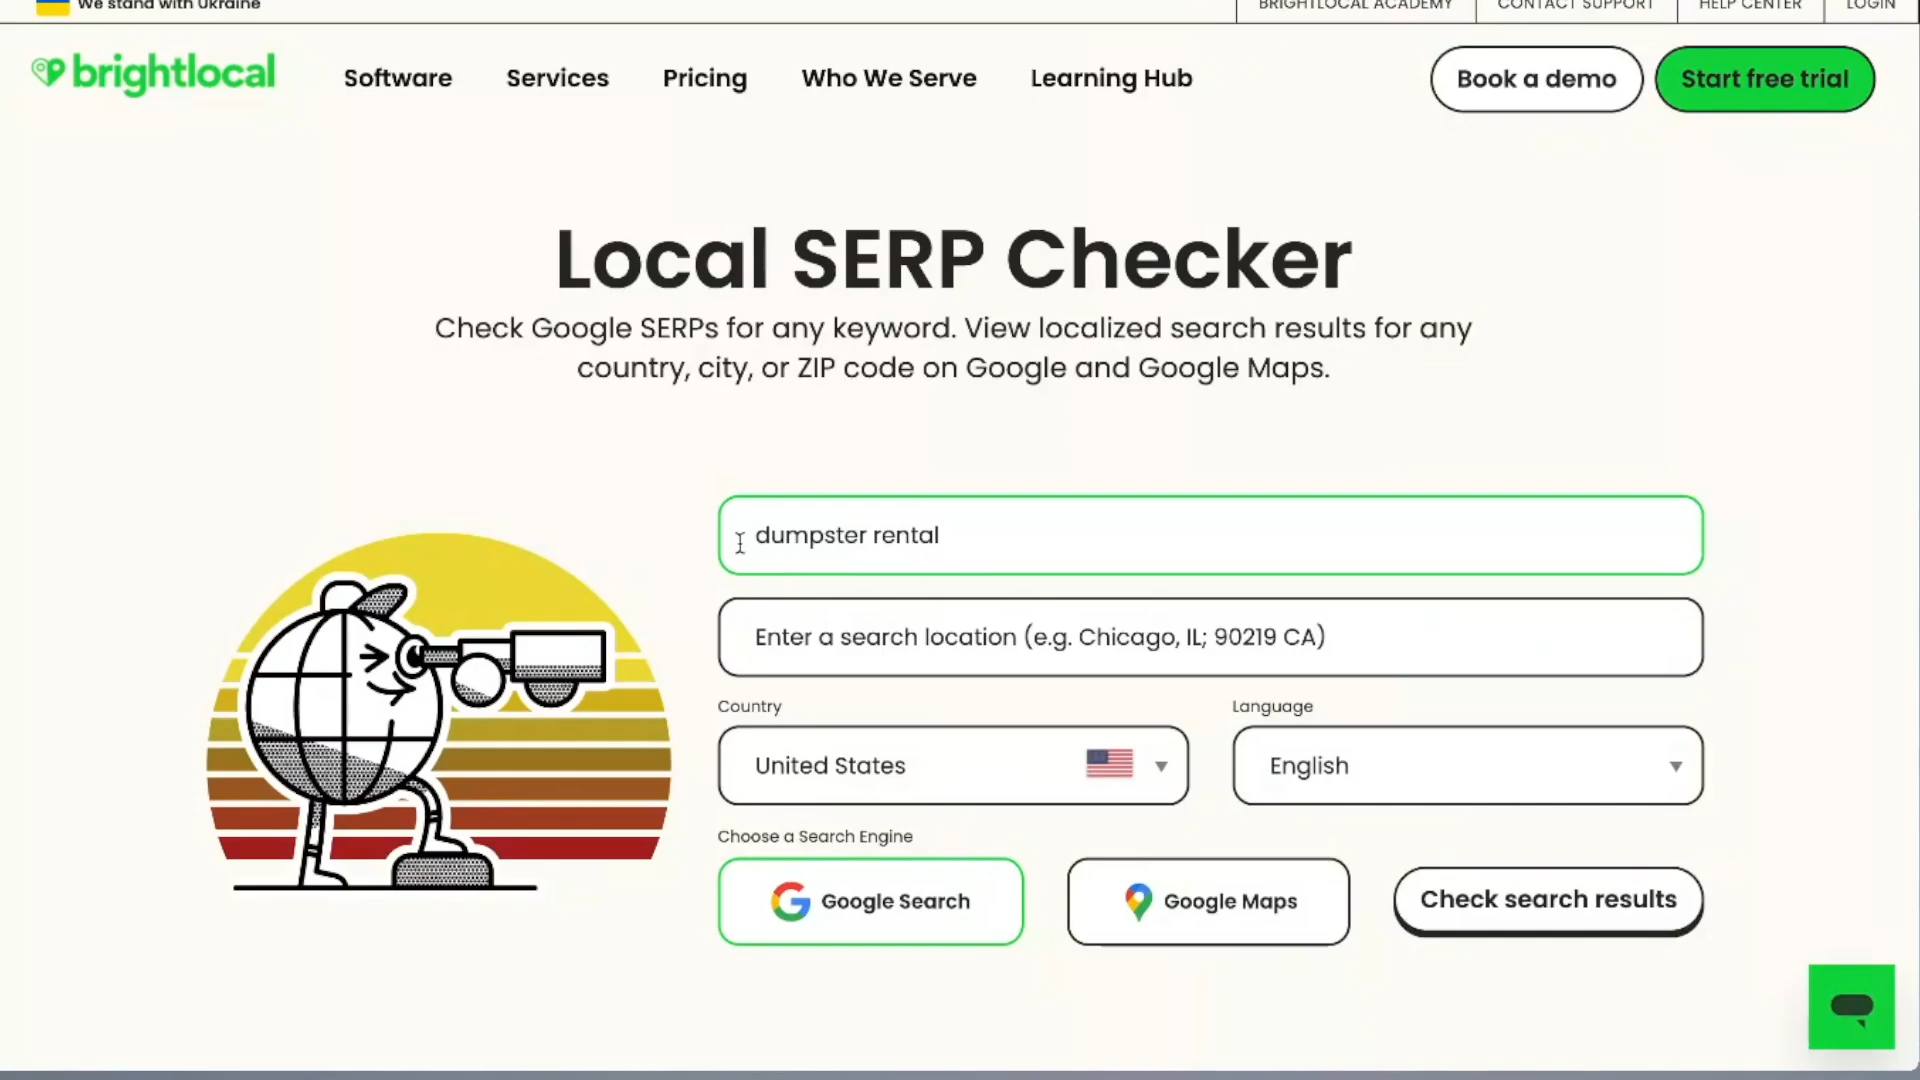 We stand with Ukraine
BRIGHTLOCAL ACADEMY
CONTACT SUPPORT
HELP CENTER
LOGIN
brightlocal
Software
Services
Pricing
Who We Serve
Learning Hub
Book a demo
Start free trial
Local SERP Checker
Check Google SERPs for any keyword. View localized search results for any
country, city, or ZIP code on Google and Google Maps.
dumpster rental
Enter a search location (e.g. Chicago, IL; 90219 CA)
Country
Language
United States
English
Choose a Search Engine
Google Search
Google Maps
Check search results